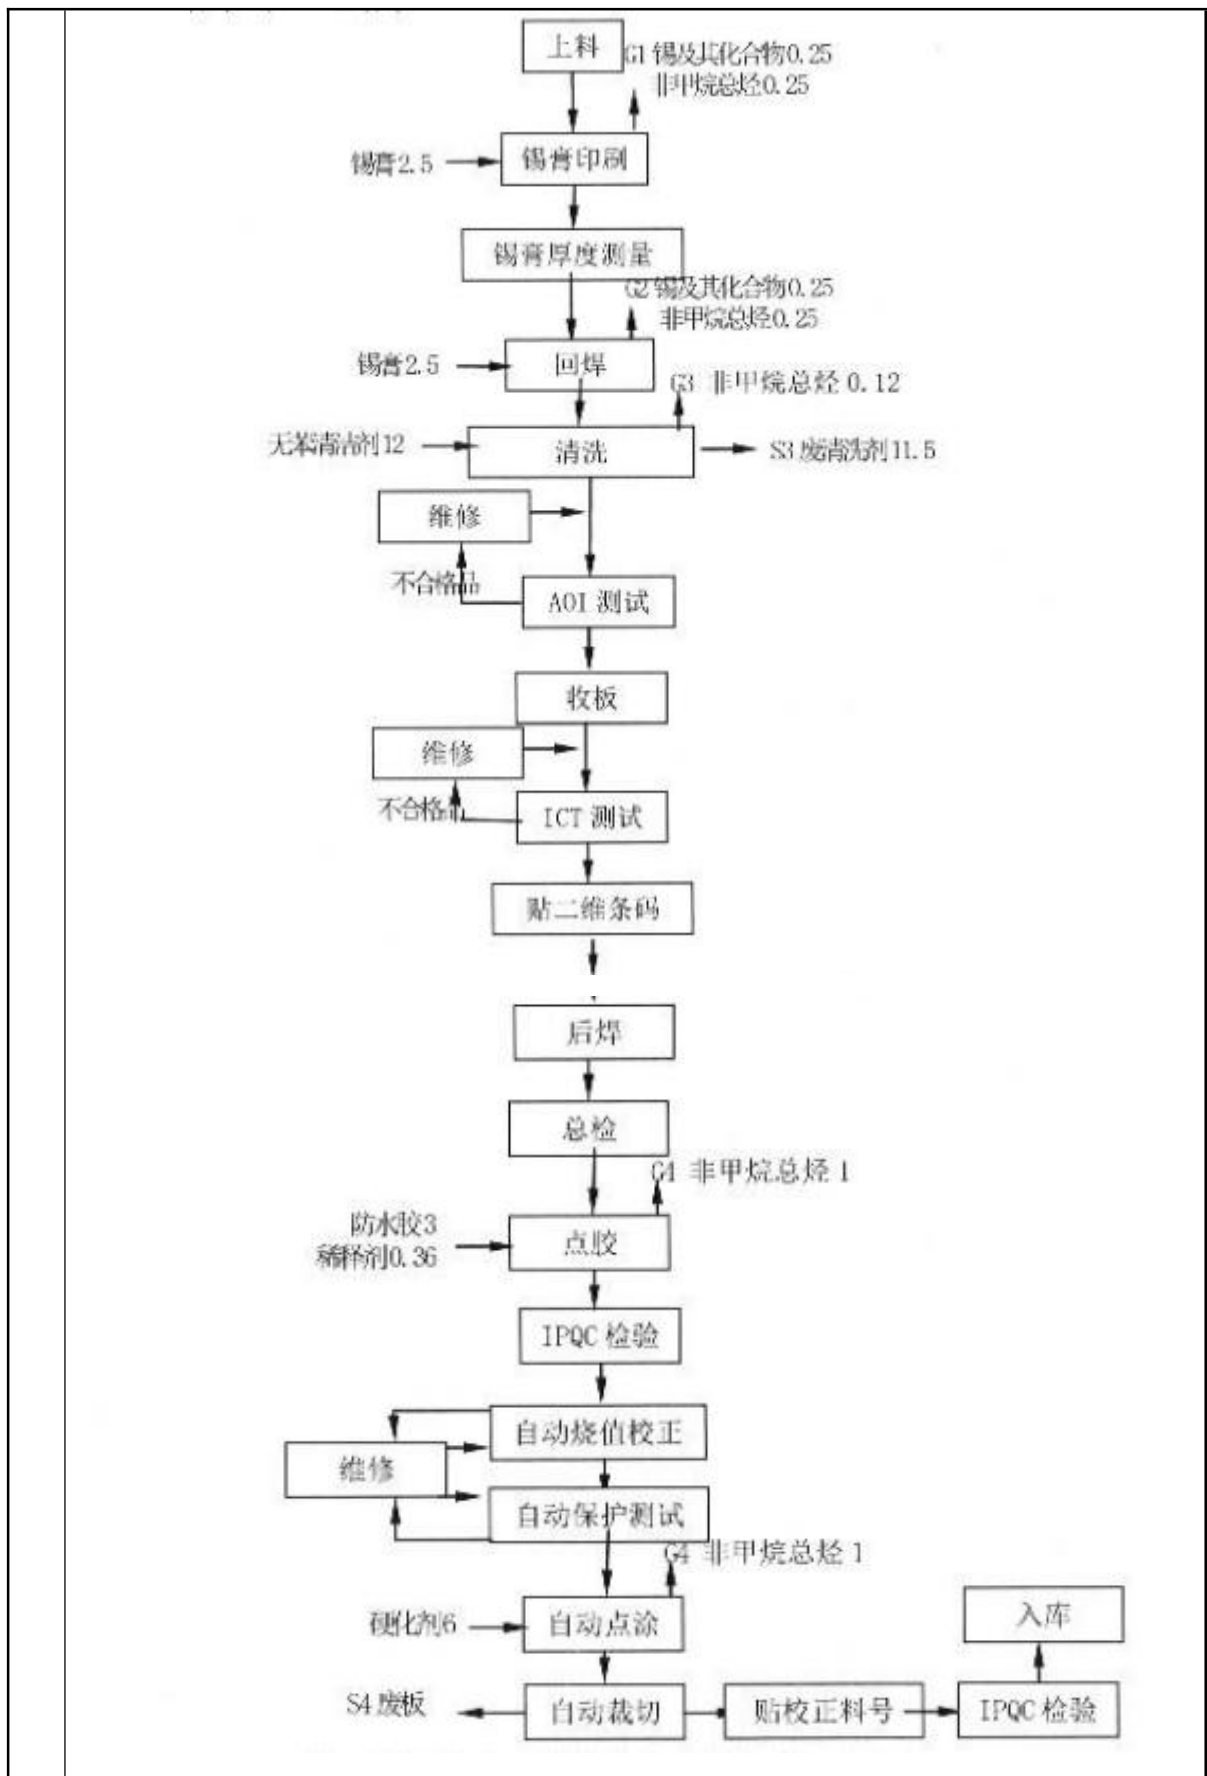 上料
G1 锡及其化合物0.25
非甲烷总烃0.25
锡膏2.5
锡膏印刷
锡膏厚度测量
G2 锡及其化合物0.25
非甲烷总烃0.25
锡膏2.5
回焊
G3 非甲烷总烃 0.12
无苯清洁剂12
清洗
S3 废清洗剂11.5
维修
不合格品
AOI 测试
收板
维修
不合格品
ICT 测试
贴二维条码
后焊
总检
G4 非甲烷总烃 1
防水胶3
稀释剂0.36
点胶
IPQC 检验
自动烧值校正
维修
自动保护测试
G4 非甲烷总烃 1
硬化剂6
自动点涂
入库
S4 废板
自动裁切
贴校正料号
IPQC 检验